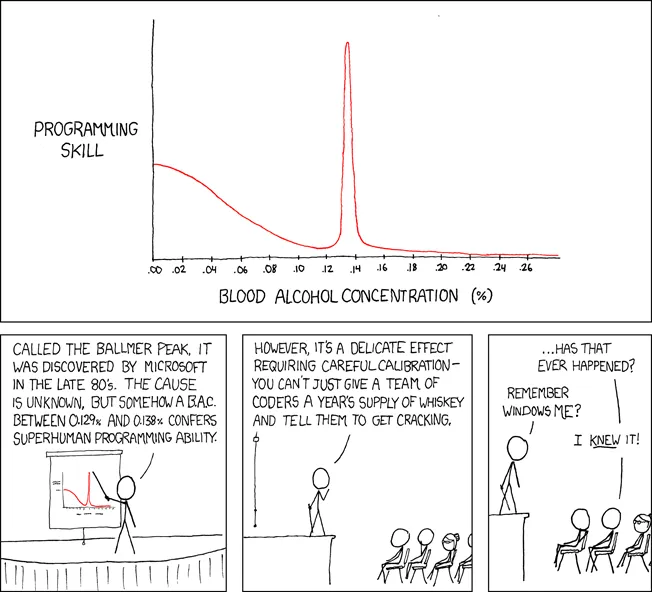 PROGRAMMING
SKILL
.00 .02 .04 .06 .08 .10 .12 .14 .16 .18 .20 .22 .24 .26
BLOOD ALCOHOL CONCENTRATION (%)
CALLED THE BALLMER PEAK, IT
WAS DISCOVERED BY MICROSOFT
IN THE LATE 80's. THE CAUSE
IS UNKNOWN, BUT SOMEHOW A B.A.C.
BETWEEN 0.129% AND 0.138% CONFERS
SUPERHUMAN PROGRAMMING ABILITY.
HOWEVER, IT'S A DELICATE EFFECT
REQUIRING CAREFUL CALIBRATION—
YOU CAN'T JUST GIVE A TEAM OF
CODERS A YEAR'S SUPPLY OF WHISKEY
AND TELL THEM TO GET CRACKING.
...HAS THAT
EVER HAPPENED?
REMEMBER
WINDOWS ME?
I KNEW IT!